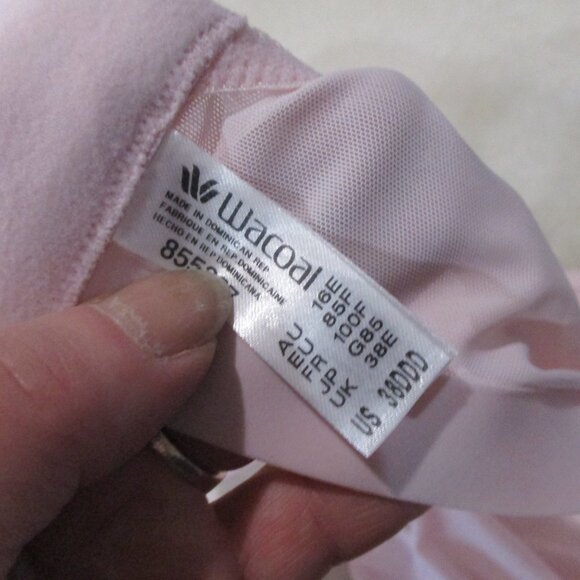 wacoal
MADE IN DOMINICAN REP.
FABRIQUE EN REP. DOMINICAINE
HECHO EN REP. DOMINICANA
AU 16E
EU 85FF
FR 100F
JP G85
UK 38E
US 38DDD